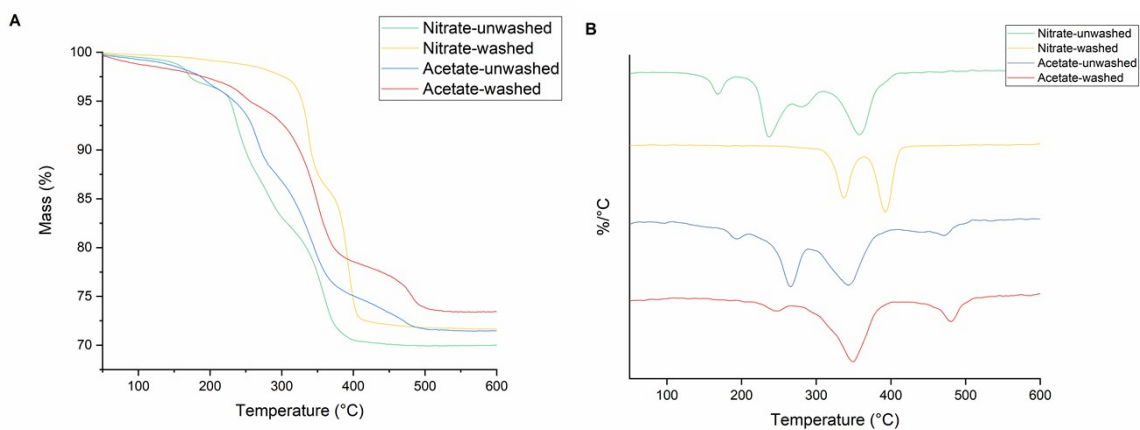 A
Nitrate-unwashed
Nitrate-washed
Acetate-unwashed
Acetate-washed
100
95
90
85
80
75
70
Mass (%)
100 200 300 400 500 600
Temperature (°C)
B
Nitrate-unwashed
Nitrate-washed
Acetate-unwashed
Acetate-washed
%/°C
100 200 300 400 500 600
Temperature (°C)